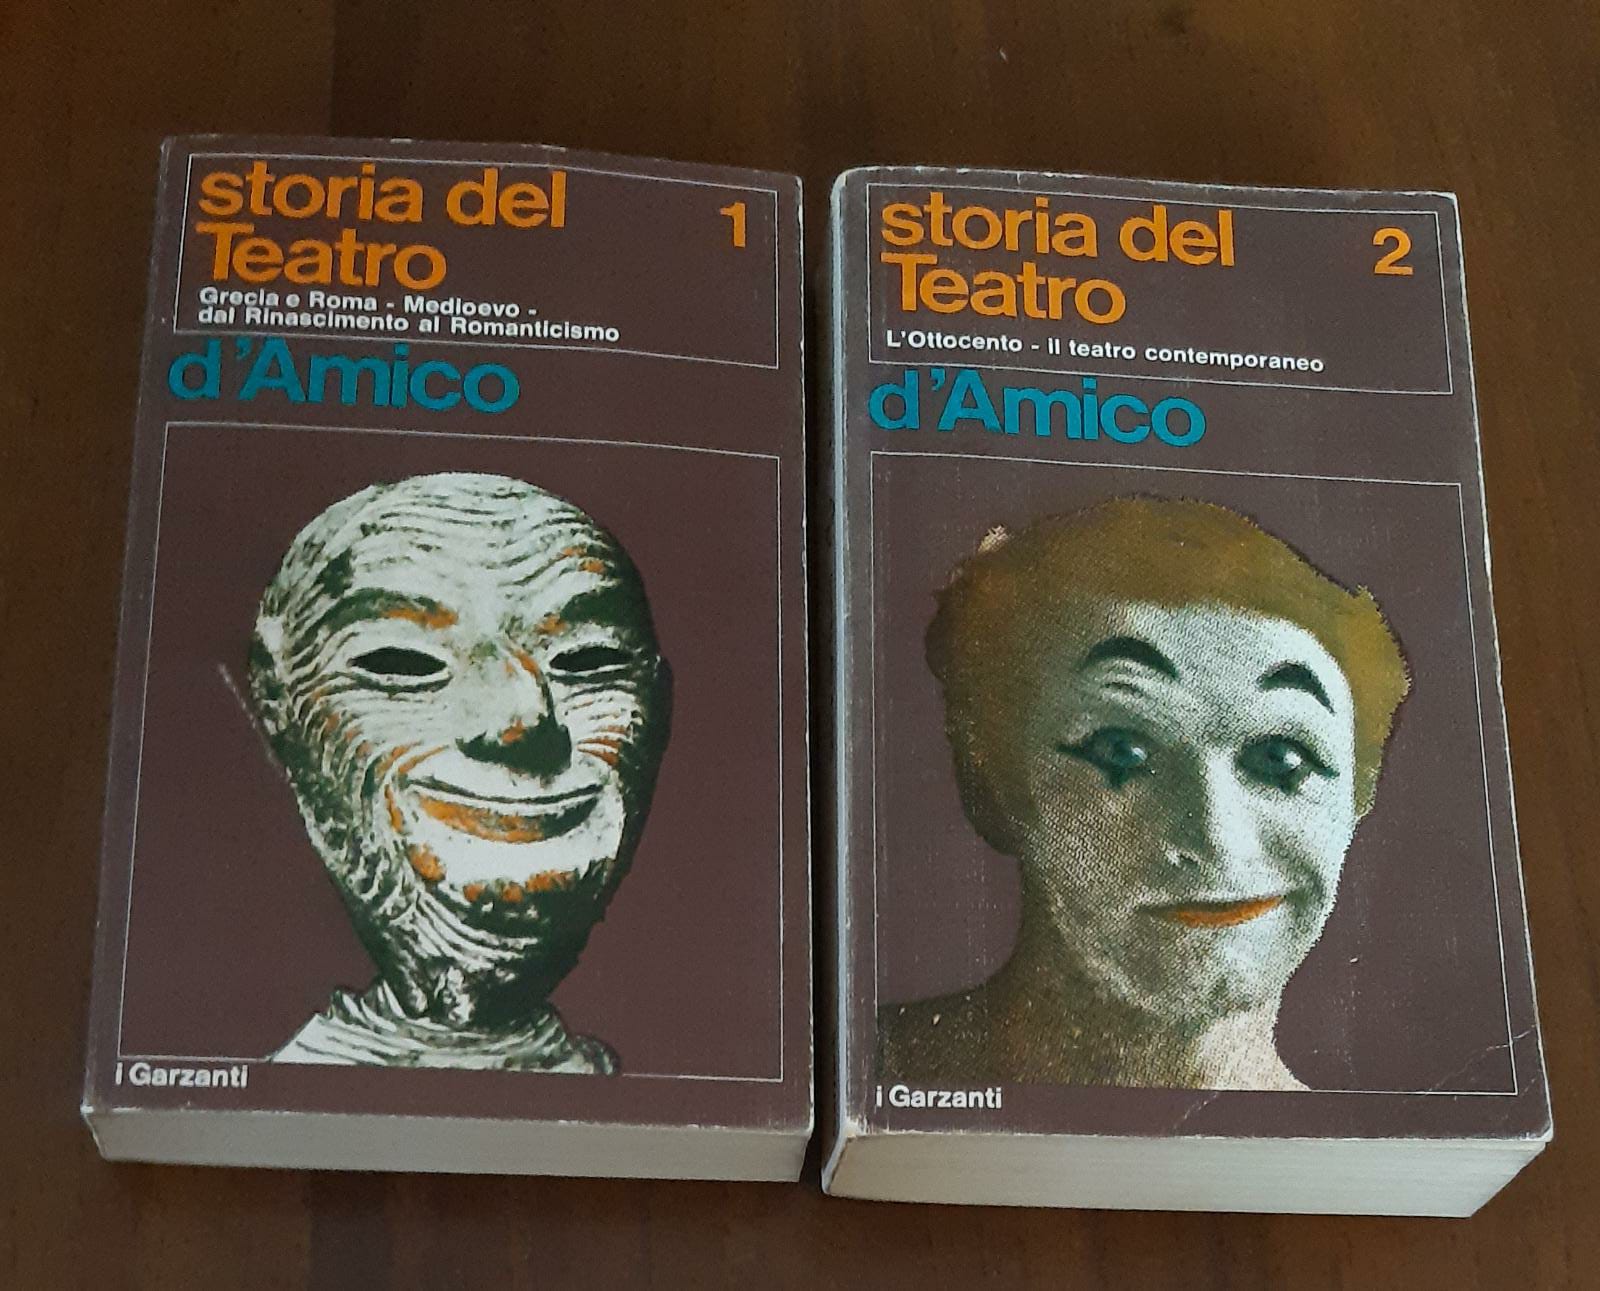 storia del
Teatro
1
Grecia e Roma - Medioevo -
dal Rinascimento al Romanticismo
d'Amico
i Garzanti
storia del
Teatro
2
L'Ottocento - il teatro contemporaneo
d'Amico
i Garzanti